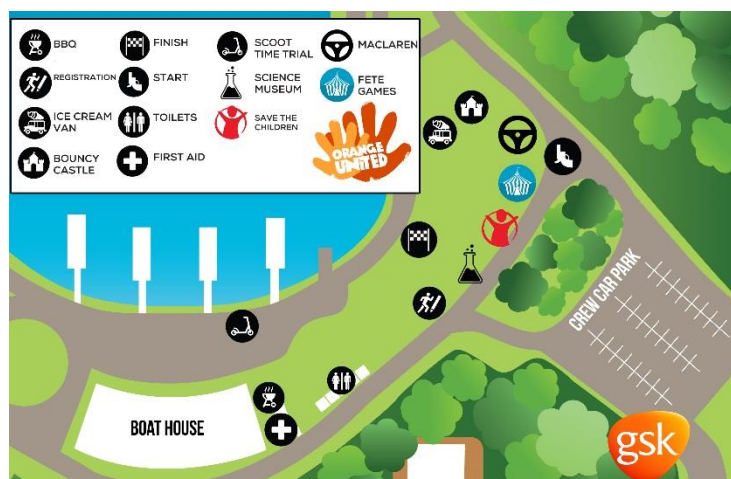 BBQ
FINISH
SCOOT
TIME TRIAL
MACLAREN
REGISTRATION
START
SCIENCE
MUSEUM
FETE
GAMES
ICE CREAM
VAN
TOILETS
SAVE THE
CHILDREN
ORANGE
UNITED
BOUNCY
CASTLE
FIRST AID
CREW CAR PARK
BOAT HOUSE
gsk